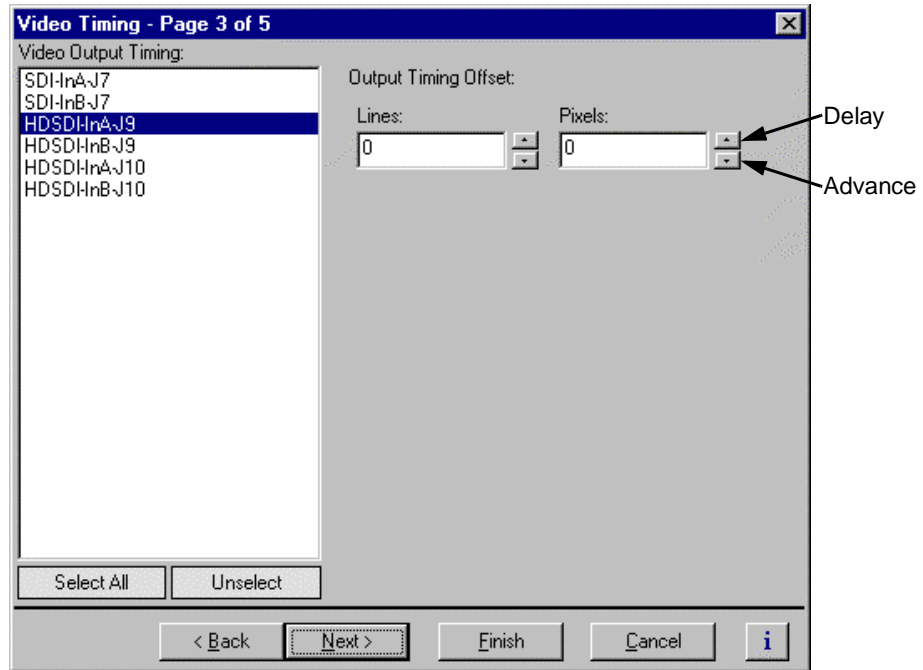 Video Timing - Page 3 of 5
Video Output Timing:
SDI-InA-J7
SDI-InB-J7
HDSDI-InA-J9
HDSDI-InB-J9
HDSDI-InA-J10
HDSDI-InB-J10
Output Timing Offset:
Lines: Pixels:
0 0
Delay
Advance
Select All Unselect
< Back Next > Finish Cancel i